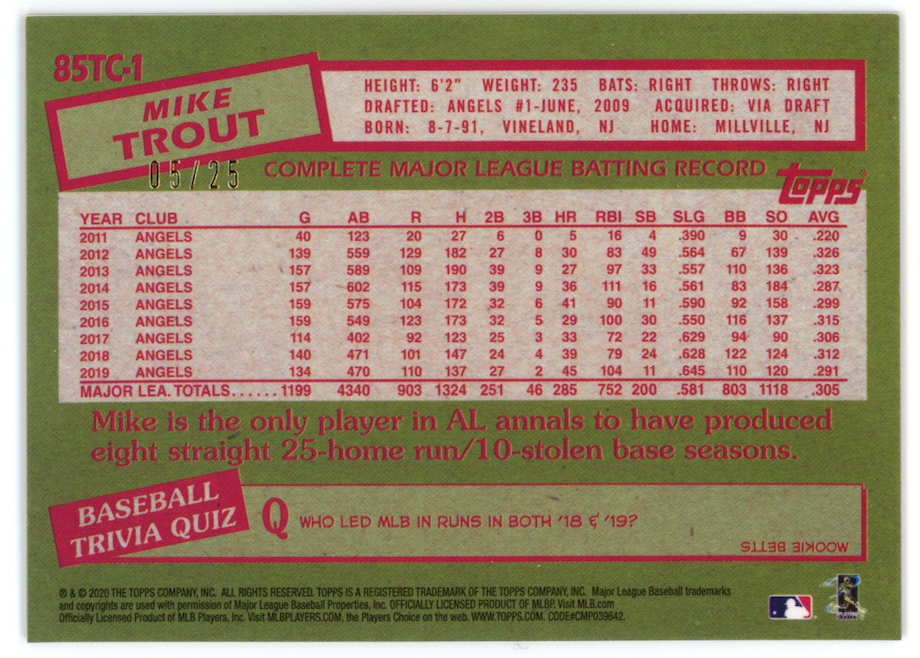 85TC-1
MIKE
TROUT
05/25
HEIGHT: 6'2" WEIGHT: 235 BATS: RIGHT THROWS: RIGHT
DRAFTED: ANGELS #1-JUNE, 2009 ACQUIRED: VIA DRAFT
BORN: 8-7-91, VINELAND, NJ HOME: MILLVILLE, NJ
COMPLETE MAJOR LEAGUE BATTING RECORD
Topps®
YEAR CLUB G AB R H 2B 3B HR RBI SB SLG BB SO AVG
2011 ANGELS 40 123 20 27 6 0 5 16 4 .390 9 30 .220
2012 ANGELS 139 559 129 182 27 8 30 83 49 .564 67 139 .326
2013 ANGELS 157 589 109 190 39 9 27 97 33 .557 110 136 .323
2014 ANGELS 157 602 115 173 39 9 36 111 16 .561 83 184 .287
2015 ANGELS 159 575 104 172 32 6 41 90 11 .590 92 158 .299
2016 ANGELS 159 549 123 173 32 5 29 100 30 .550 116 137 .315
2017 ANGELS 114 402 92 123 25 3 33 72 22 .629 94 90 .306
2018 ANGELS 140 471 101 147 24 4 39 79 24 .628 122 124 .312
2019 ANGELS 134 470 110 137 27 2 45 104 11 .645 110 120 .291
MAJOR LEA. TOTALS...... 1199 4340 903 1324 251 46 285 752 200 .581 803 1118 .305
Mike is the only player in AL annals to have produced
eight straight 25-home run/10-stolen base seasons.
BASEBALL
TRIVIA QUIZ
Q WHO LED MLB IN RUNS IN BOTH '18 & '19?
MOOKIE BETTS
® & © 2020 THE TOPPS COMPANY, INC. ALL RIGHTS RESERVED. TOPPS IS A REGISTERED TRADEMARK OF THE TOPPS COMPANY, INC. Major League Baseball trademarks
and copyrights are used with permission of Major League Baseball Properties, Inc. OFFICIALLY LICENSED PRODUCT OF MLBP. Visit MLB.com
Officially Licensed Product of MLB Players, Inc. Visit MLBPLAYERS.COM, the Players Choice on the web. WWW.TOPPS.COM. CODE#CMP039642.